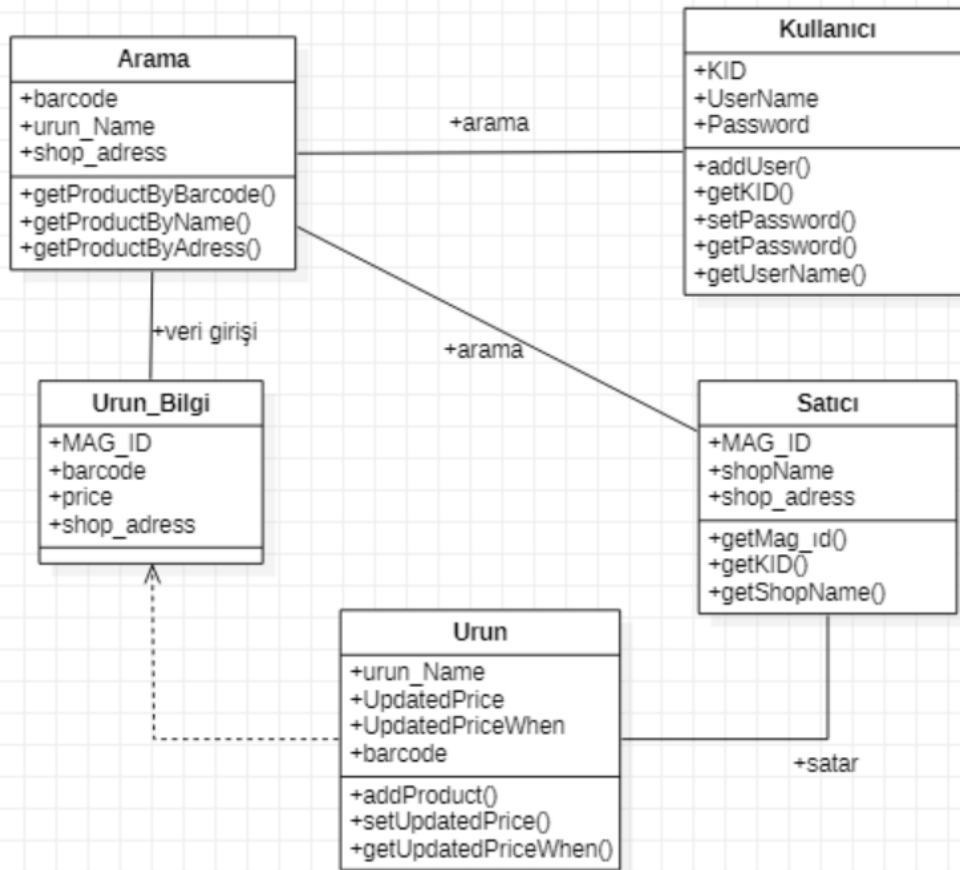 Arama
+barcode
+urun_Name
+shop_adress
+getProductByBarcode()
+getProductByName()
+getProductByAdress()
+arama
Kullanıcı
+KID
+UserName
+Password
+addUser()
+getKID()
+setPassword()
+getPassword()
+getUserName()
+veri girişi
+arama
Urun_Bilgi
+MAG_ID
+barcode
+price
+shop_adress
Satıcı
+MAG_ID
+shopName
+shop_adress
+getMag_ıd()
+getKID()
+getShopName()
Urun
+urun_Name
+UpdatedPrice
+UpdatedPriceWhen
+barcode
+addProduct()
+setUpdatedPrice()
+getUpdatedPriceWhen()
+satar